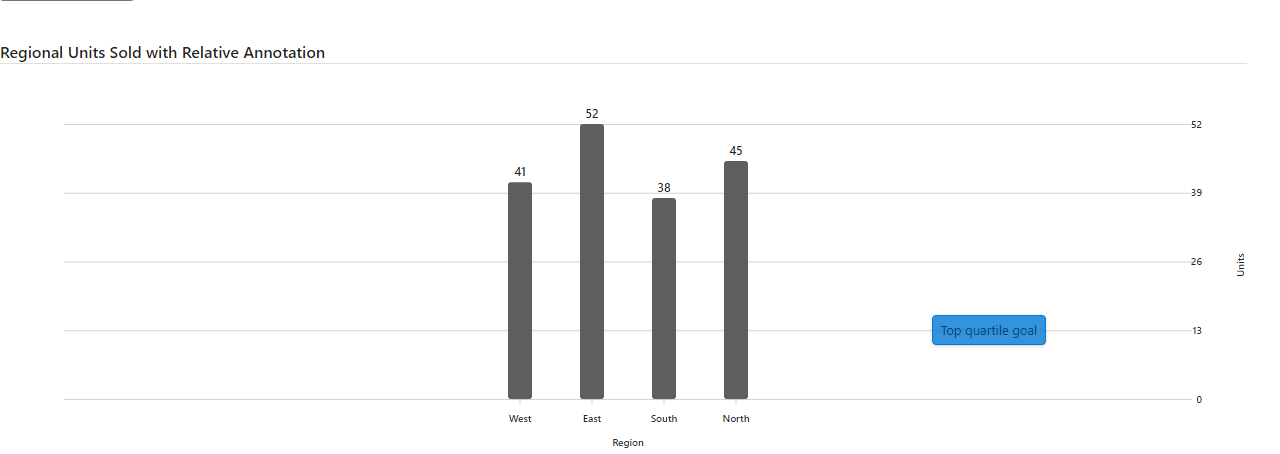 Regional Units Sold with Relative Annotation
52
45
41
38
52
39
26
13
0
Units
Top quartile goal
West East South North
Region